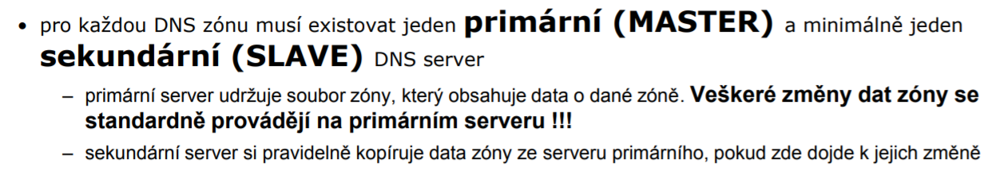 • pro každou DNS zónu musí existovat jeden primární (MASTER) a minimálně jeden
sekundární (SLAVE) DNS server
– primární server udržuje soubor zóny, který obsahuje data o dané zóně. Veškeré změny dat zóny se
standardně provádějí na primárním serveru !!!
– sekundární server si pravidelně kopíruje data zóny ze serveru primárního, pokud zde dojde k jejich změně